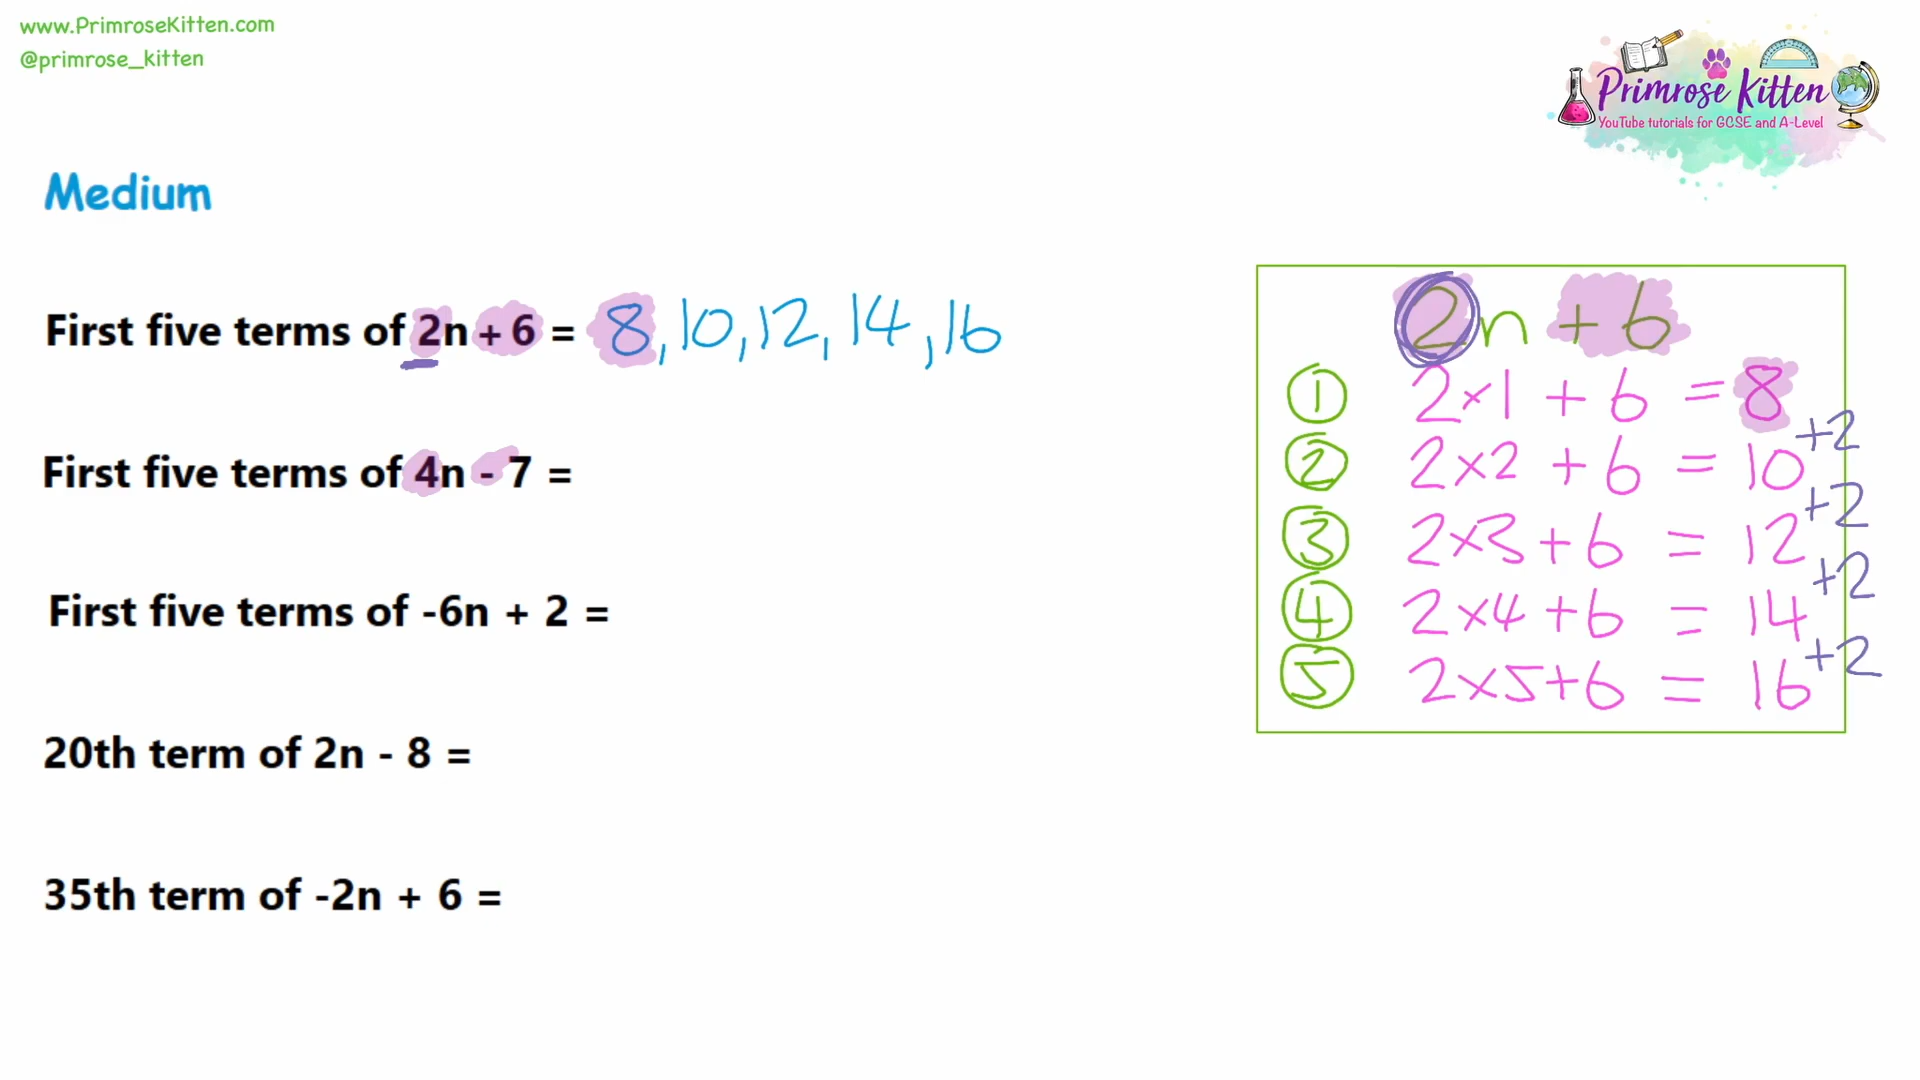 www.PrimroseKitten.com
@primrose_kitten
Primrose Kitten
YouTube tutorials for GCSE and A-Level
Medium
First five terms of 2n + 6 = 8, 10, 12, 14, 16
First five terms of 4n - 7 =
First five terms of -6n + 2 =
20th term of 2n - 8 =
35th term of -2n + 6 =
2n + 6
1 2×1 + 6 = 8
+2
2 2×2 + 6 = 10
+2
3 2×3 + 6 = 12
+2
4 2×4 + 6 = 14
+2
5 2×5 + 6 = 16